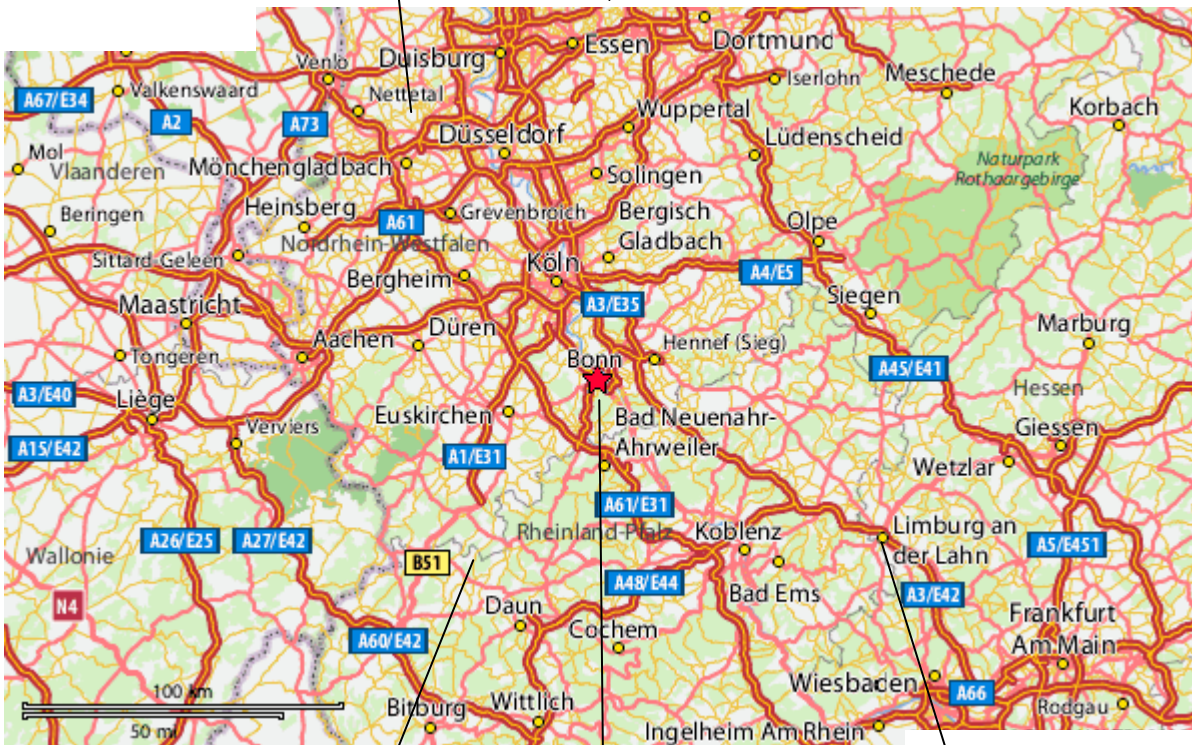 Essen
Dortmund
Duisburg
Venlo
Iserlohn
Meschede
Valkenswaard
A67/E34
Nettetal
Korbach
Wuppertal
A2
A73
Düsseldorf
Lüdenscheid
Mol
Vlaanderen
Mönchengladbach
Naturpark
Rothaargebirge
Solingen
Beringen
Heinsberg
A61
Grevenbroich
Bergisch
Gladbach
Olpe
Nordrhein-Westfalen
Sittard-Geleen
Bergheim
Köln
A4/E5
Siegen
Maastricht
A3/E35
Aachen
Düren
Marburg
Hennef (Sieg)
Tongeren
Bonn
A45/E41
Hessen
A3/E40
Liège
Euskirchen
Bad Neuenahr-
Ahrweiler
Verviers
Giessen
A15/E42
A1/E31
Wetzlar
A61/E31
Rheinland-Pfalz
Koblenz
Limburg an
der Lahn
A26/E25
A27/E42
A5/E451
Wallonie
B51
A48/E44
Bad Ems
A3/E42
N4
Daun
Cochem
Frankfurt
Am Main
A60/E42
Wiesbaden
A66
100 km
Bitburg
Wittlich
Rodgau
50 mi
Ingelheim Am Rhein